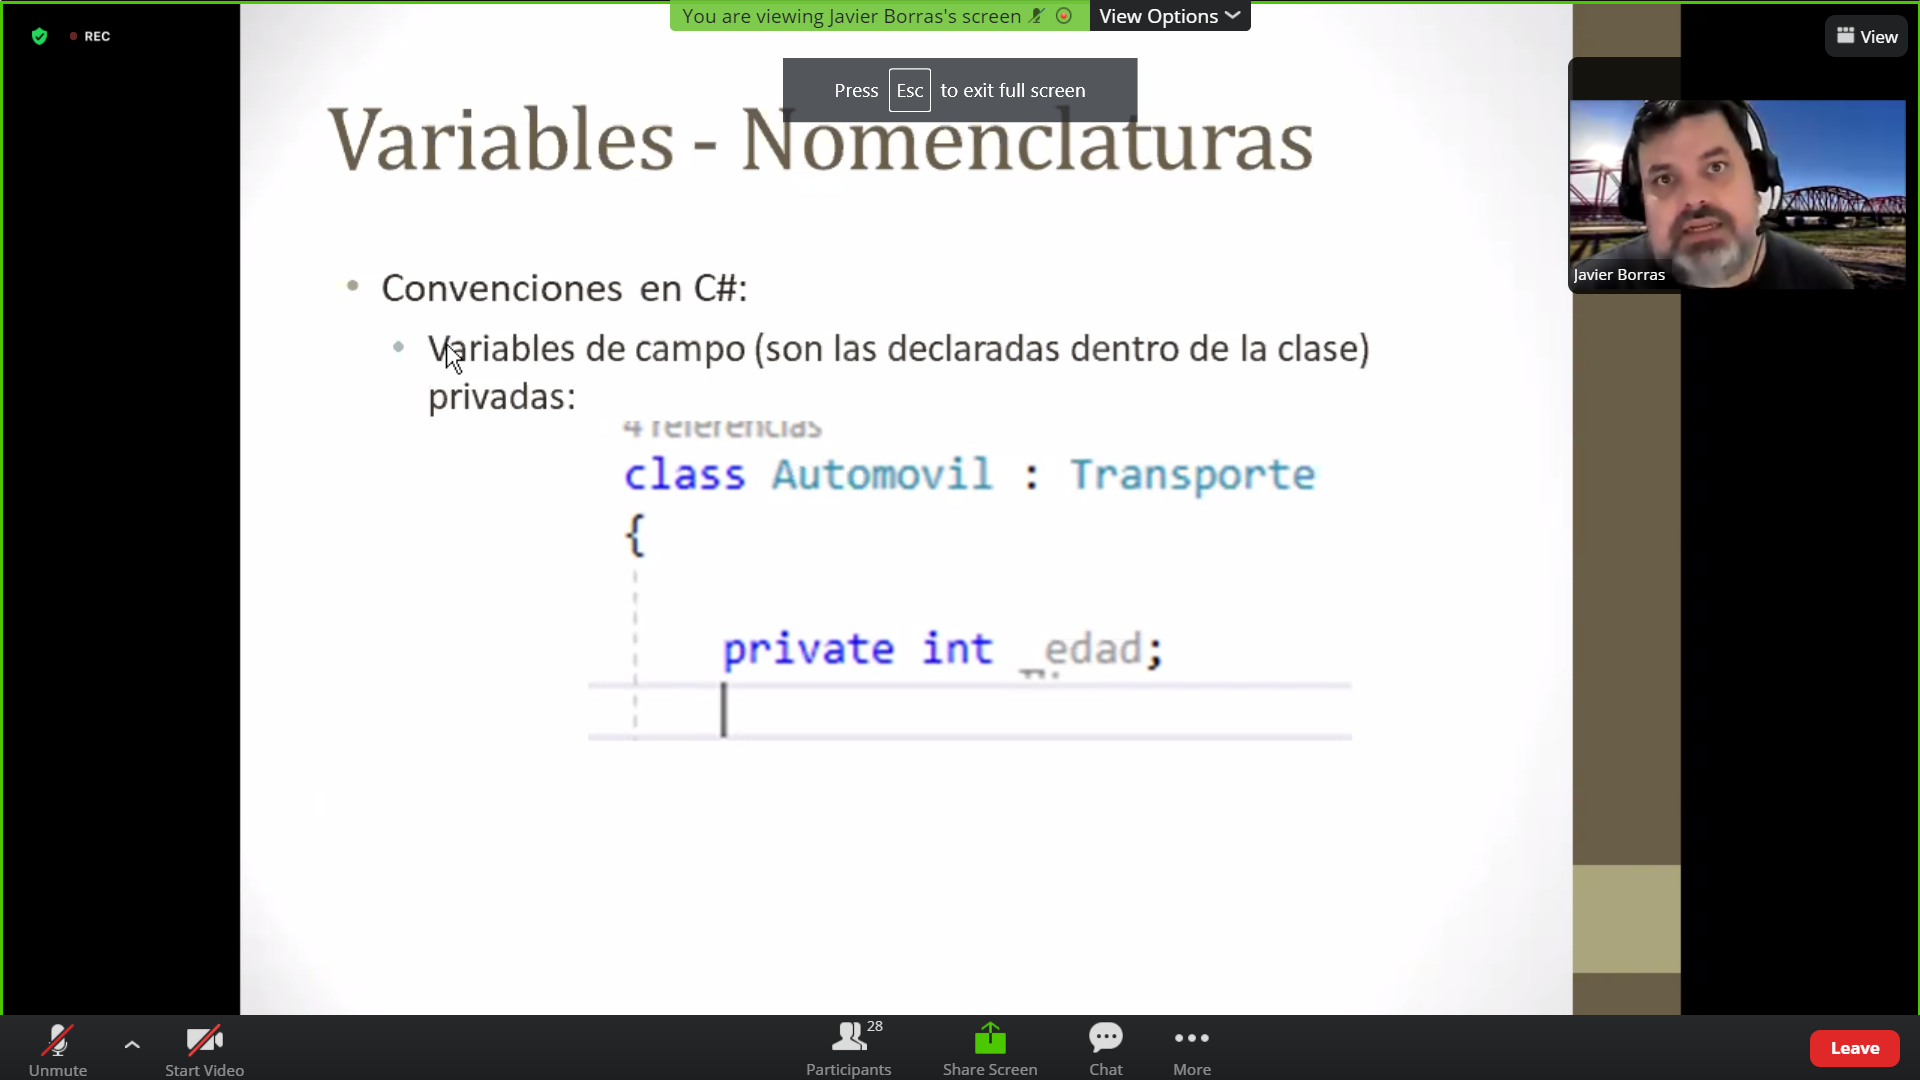 You are viewing Javier Borras's screen
View Options
REC
View
Press Esc to exit full screen
Variables - Nomenclaturas
Javier Borras
Convenciones en C#:
Variables de campo (son las declaradas dentro de la clase)
privadas:
4 referencias
class Automovil : Transporte
{
private int _edad;
Unmute
Start Video
28
Participants
Share Screen
Chat
More
Leave